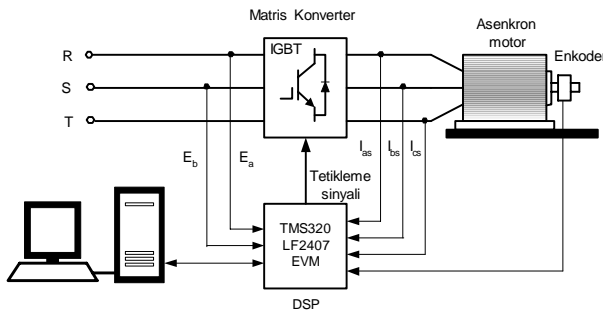 Matris Konverter
Asenkron
motor
Enkoder
IGBT
R
S
T
E_b
E_a
I_as
I_bs
I_cs
Tetikleme
sinyali
TMS320
LF2407
EVM
DSP